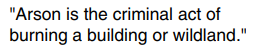 "Arson is the criminal act of
burning a building or wildland."